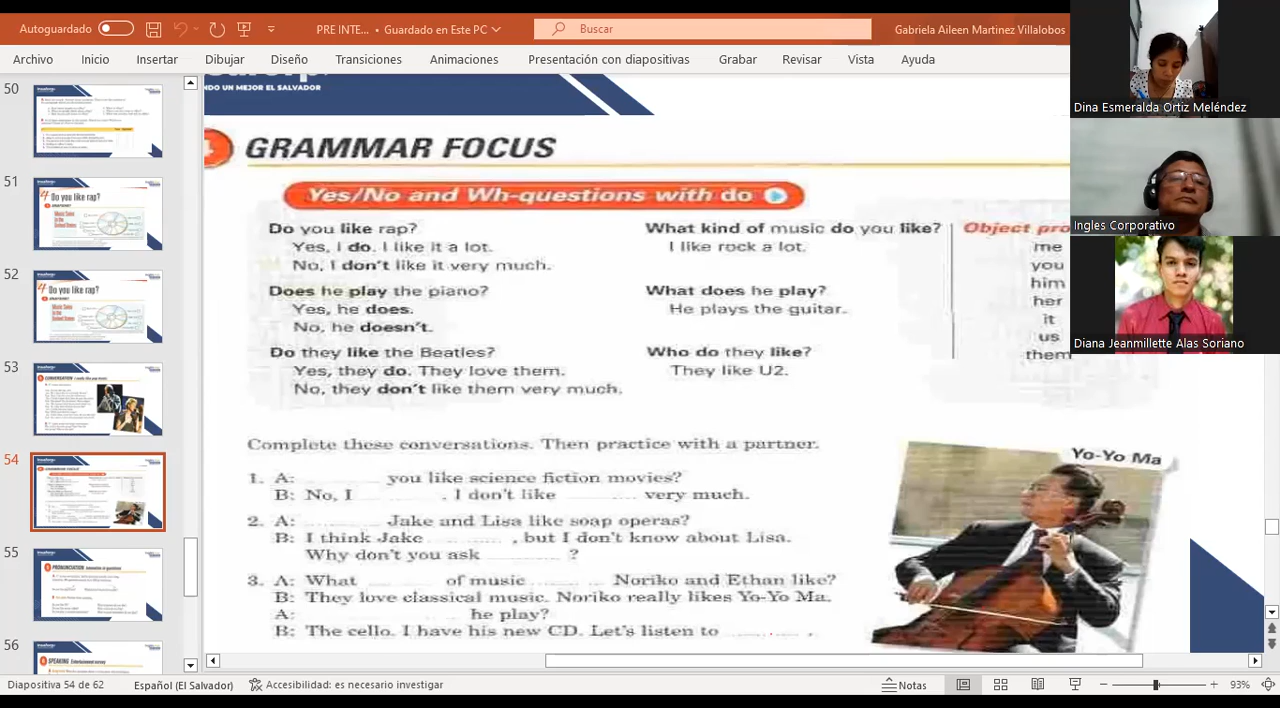 Autoguardado
PRE INTE... • Guardado en Este PC
Buscar
Gabriela Aileen Martinez Villalobos
Archivo Inicio Insertar Dibujar Diseño Transiciones Animaciones Presentación con diapositivas Grabar Revisar Vista Ayuda
50
51
4 Do you like rap?
52
4 Do you like rap?
53
54
55
56
NDO UN MEJOR EL SALVADOR
GRAMMAR FOCUS
Yes/No and Wh-questions with do
Do you like rap?
Yes, I do. I like it a lot.
No, I don't like it very much.
Does he play the piano?
Yes, he does.
No, he doesn't.
Do they like the Beatles?
Yes, they do. They love them.
No, they don't like them very much.
What kind of music do you like?
I like rock a lot.
What does he play?
He plays the guitar.
Who do they like?
They like U2.
Object pro
me
you
him
her
it
us
them
Complete these conversations. Then practice with a partner.
1. A: ........ you like science fiction movies?
B: No, I ........ . I don't like ........ very much.
2. A: ........ Jake and Lisa like soap operas?
B: I think Jake ........ , but I don't know about Lisa.
Why don't you ask ........ ?
3. A: What ........ of music ........ Noriko and Ethan like?
B: They love classical music. Noriko really likes Yo-Yo Ma.
A: ........ he play?
B: The cello. I have his new CD. Let's listen to ........ .
Yo-Yo Ma
Dina Esmeralda Ortiz Meléndez
Ingles Corporativo
Diana Jeanmillette Alas Soriano
Diapositiva 54 de 62 Español (El Salvador) Accesibilidad: es necesario investigar Notas 93%